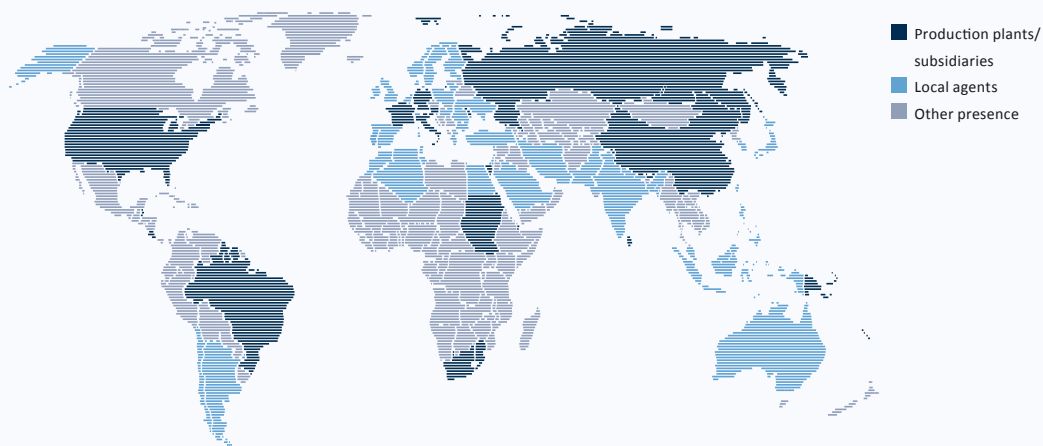 Production plants/
subsidiaries
Local agents
Other presence